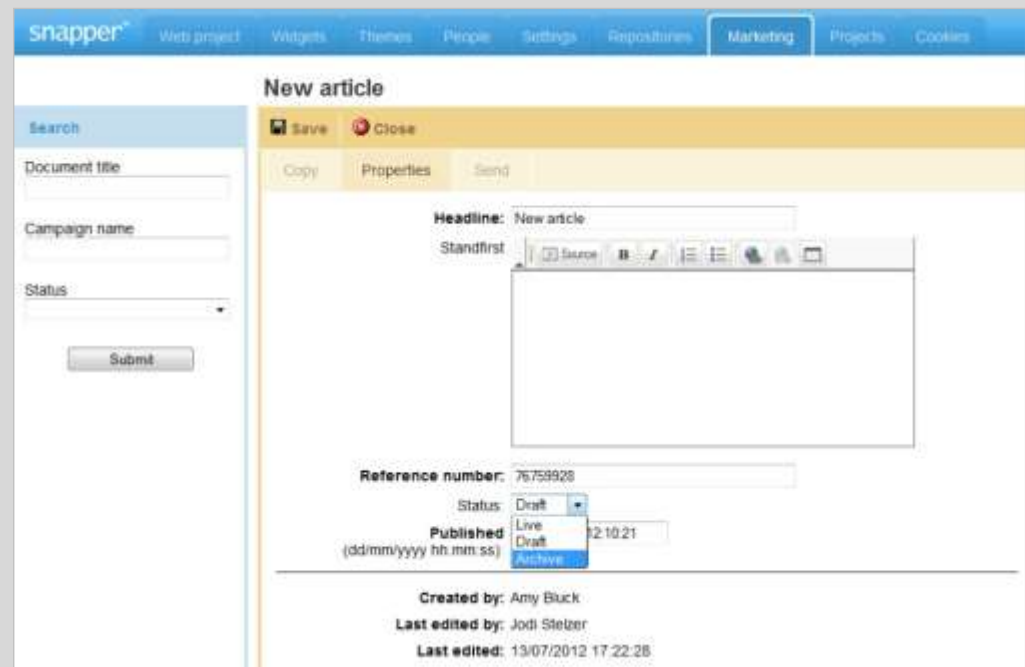 snapper Web project Widgets Themes People Settings Repositories Marketing Projects Cookies
New article
Search
Save Close
Document title
Copy Properties Send
Headline: New article
Campaign name
Standfirst Source B I
Status
Submit
Reference number: 76759928
Status Draft
Live
Published 12:10:21
Draft
(dd/mm/yyyy hh:mm:ss)
Archive
Created by: Amy Bluck
Last edited by: Jodi Stelzer
Last edited: 13/07/2012 17:22:28